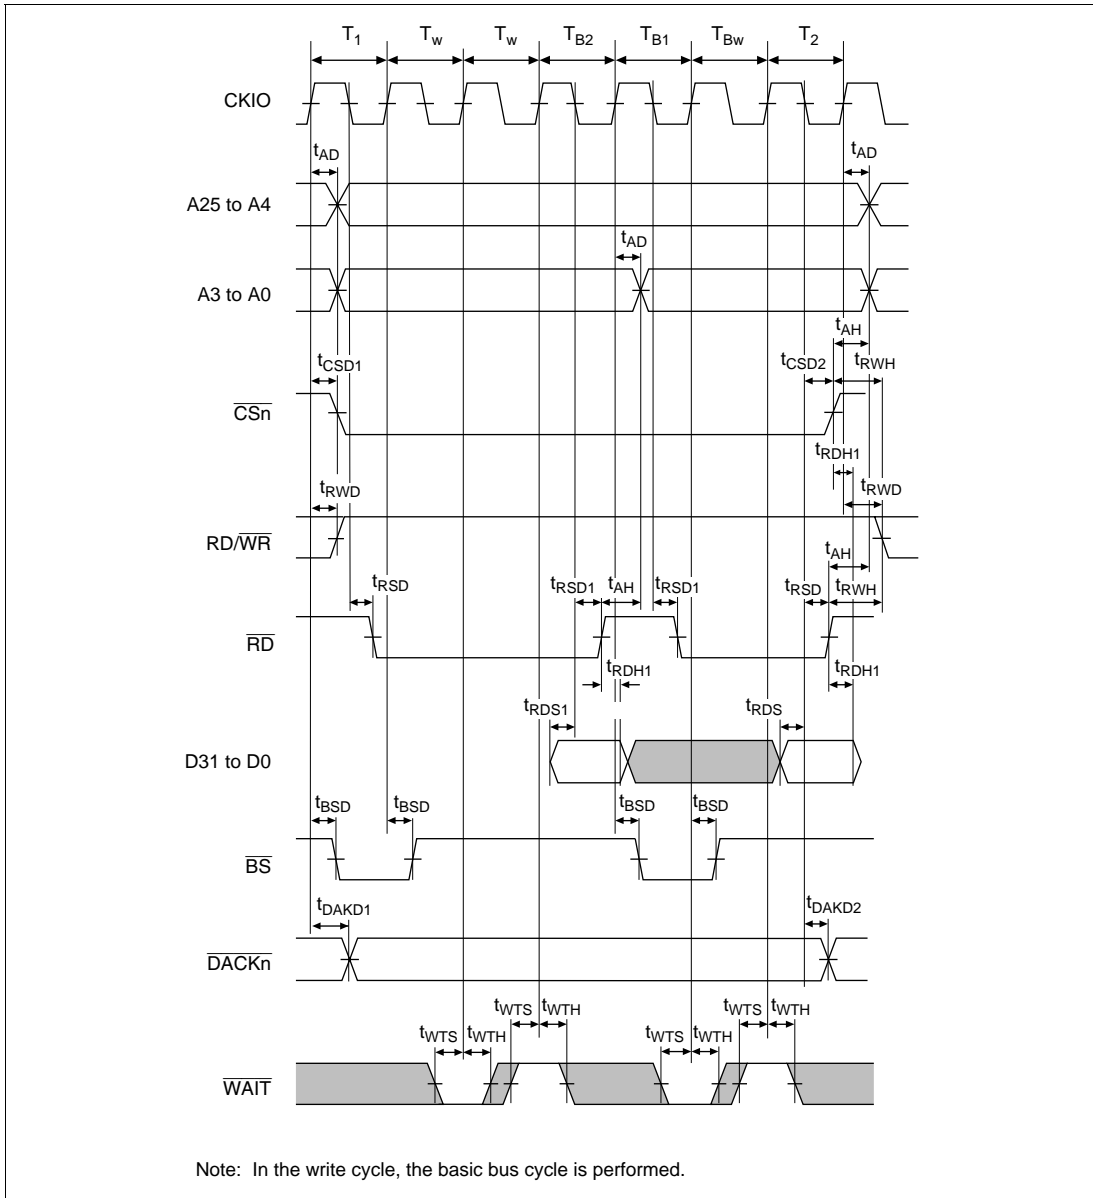 T1 Tw Tw TB2 TB1 TBw T2
CKIO
tAD tAD
A25 to A4
tAD
A3 to A0
tAH
tCSD1 tCSD2 tRWH
CSn
tRDH1
tRWD tRWD
RD/WR
tAH
tRSD tRSD1 tAH tRSD1 tRSD tRWH
RD
tRDH1 tRDH1
tRDS1 tRDS
D31 to D0
tBSD tBSD tBSD tBSD
BS
tDAKD1 tDAKD2
DACKn
tWTS tWTH tWTS tWTH
tWTS tWTH tWTS tWTH
WAIT
Note: In the write cycle, the basic bus cycle is performed.